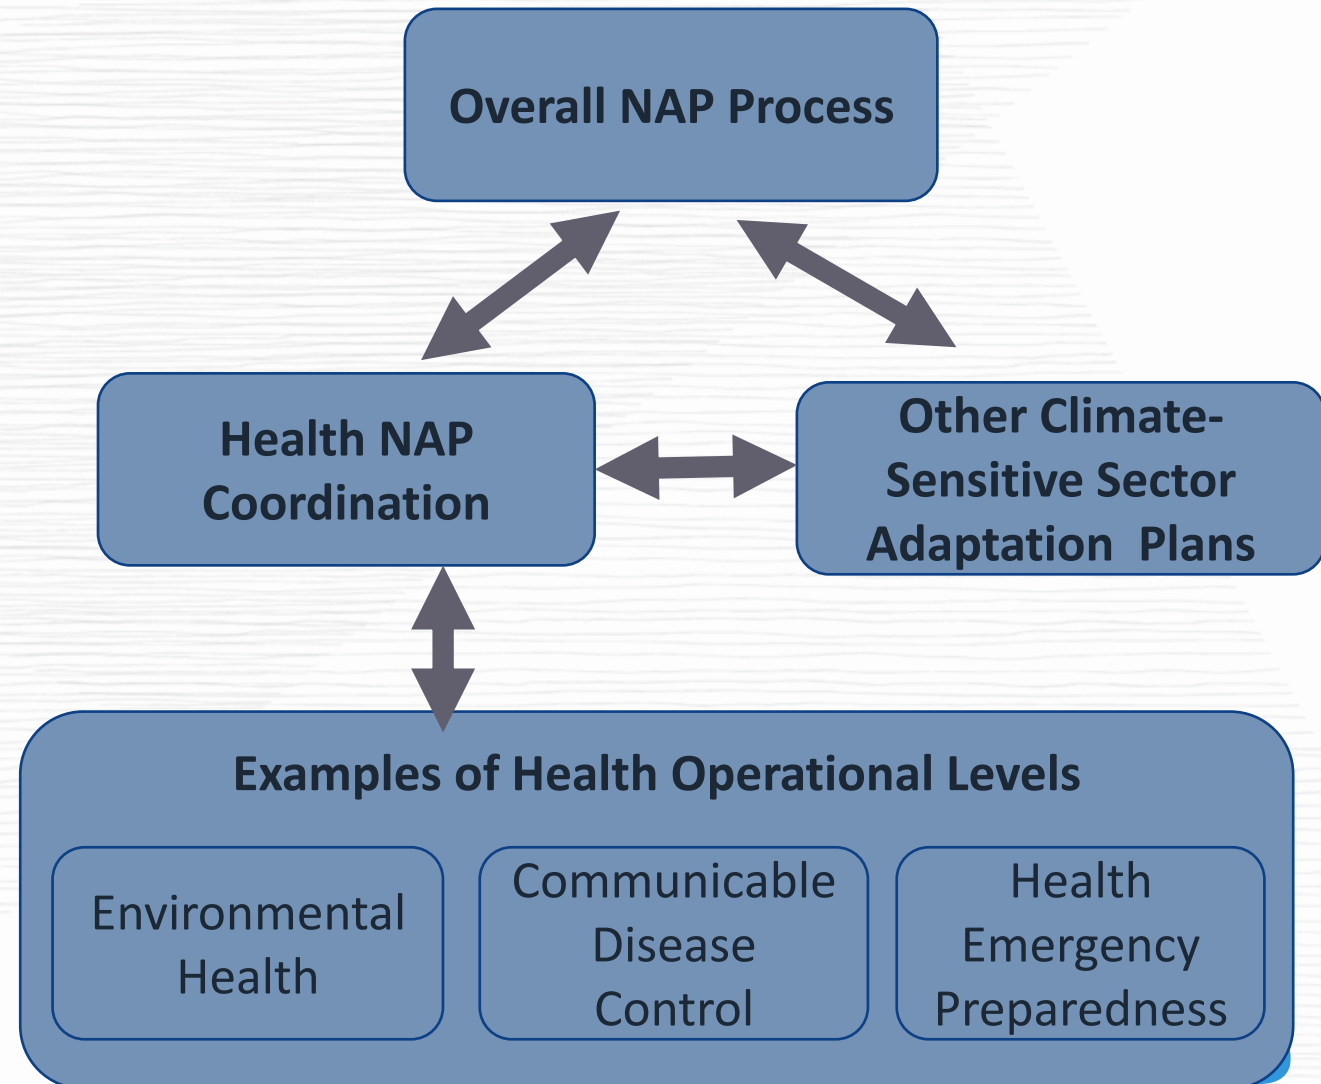 Overall NAP Process
Health NAP
Coordination
Other Climate-
Sensitive Sector
Adaptation  Plans
Examples of Health Operational Levels
Environmental
Health
Communicable
Disease
Control
Health
Emergency
Preparedness